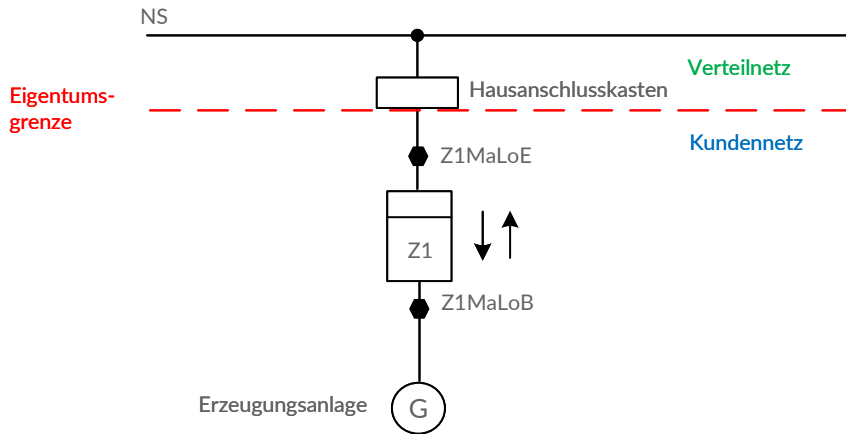 NS
Verteilnetz
Hausanschlusskasten
Eigentums-
grenze
Kundennetz
Z1MaLoE
Z1
Z1MaLoB
Erzeugungsanlage
G